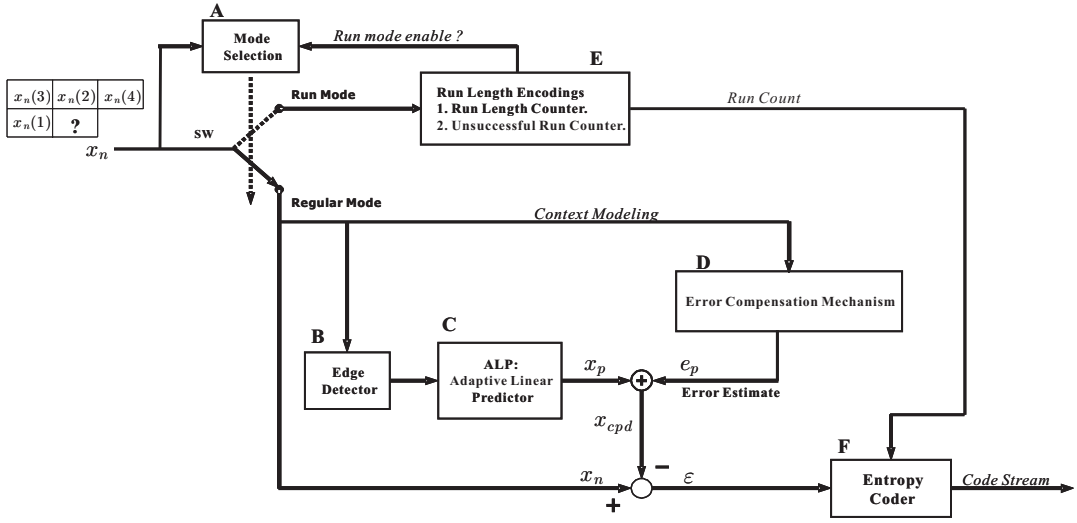 A
Mode
Selection
Run mode enable ?
E
Run Length Encodings
1. Run Length Counter.
2. Unsuccessful Run Counter.
Run Count
xn(3) xn(2) xn(4)
xn(1) ?
xn
sw
Run Mode
Regular Mode
Context Modeling
D
Error Compensation Mechanism
B
Edge
Detector
C
ALP:
Adaptive Linear
Predictor
xp
+
ep
Error Estimate
xcpd
−
xn
+
ε
F
Entropy
Coder
Code Stream